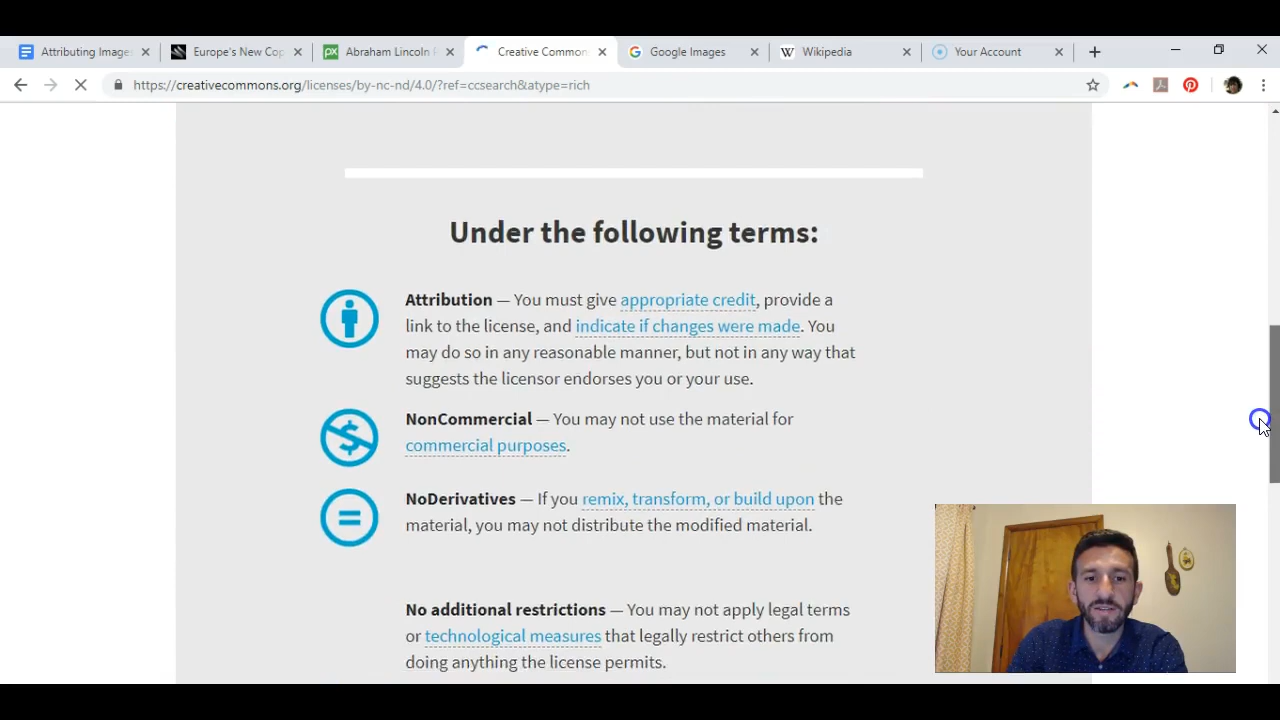 Attributing Image
Europe's New Cop
Abraham Lincoln P
Creative Common
Google Images
Wikipedia
Your Account
https://creativecommons.org/licenses/by-nc-nd/4.0/?ref=ccsearch&atype=rich
Under the following terms:
Attribution — You must give appropriate credit, provide a
link to the license, and indicate if changes were made. You
may do so in any reasonable manner, but not in any way that
suggests the licensor endorses you or your use.
NonCommercial — You may not use the material for
commercial purposes.
NoDerivatives — If you remix, transform, or build upon the
material, you may not distribute the modified material.
No additional restrictions — You may not apply legal terms
or technological measures that legally restrict others from
doing anything the license permits.